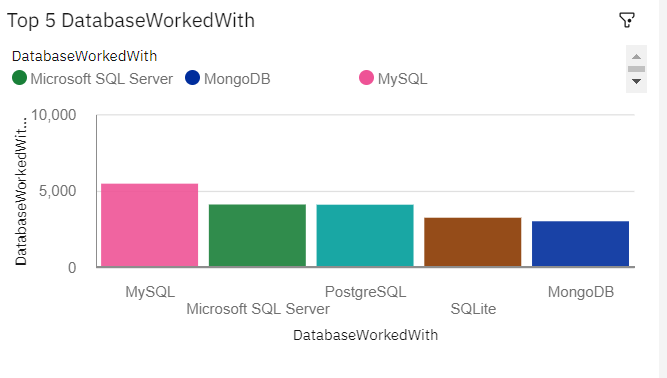 Top 5 DatabaseWorkedWith
DatabaseWorkedWith
Microsoft SQL Server MongoDB MySQL
10,000
5,000
0
DatabaseWorkedWit...
MySQL PostgreSQL MongoDB
Microsoft SQL Server SQLite
DatabaseWorkedWith